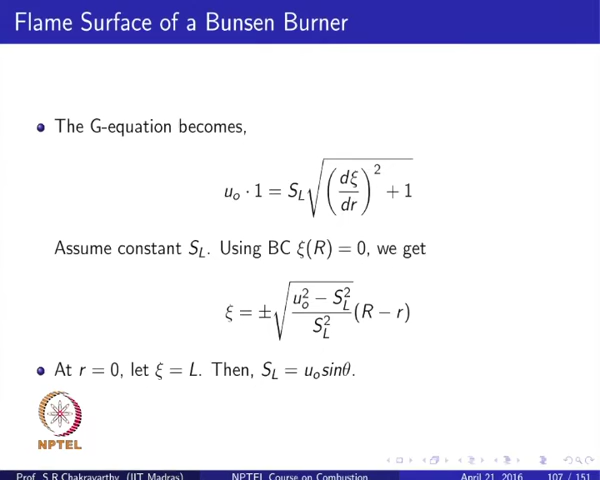 Flame Surface of a Bunsen Burner
The G-equation becomes,
u_o · 1 = S_L √((dξ/dr)² + 1)
Assume constant S_L. Using BC ξ(R) = 0, we get
ξ = ±√((u_o² − S_L²)/S_L²) (R − r)
At r = 0, let ξ = L. Then, S_L = u_o sinθ.
NPTEL
Prof. S.R.Chakravarthy (IIT Madras) NPTEL Course on Combustion April 21, 2016 107 / 151